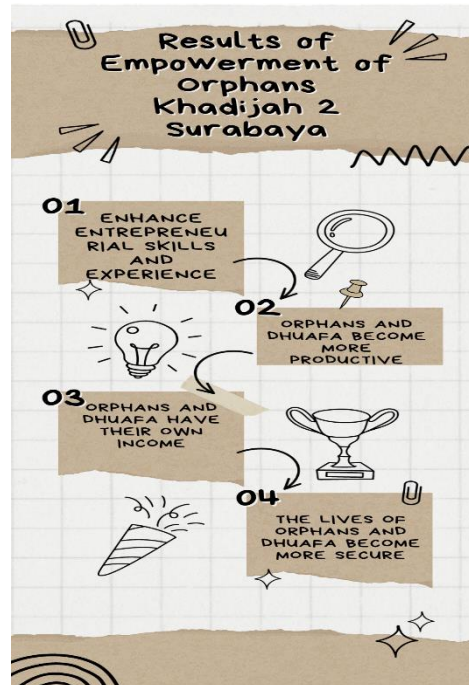 Results of
Empowerment of
Orphans
Khadijah 2
Surabaya
01
ENHANCE
ENTREPRENEU
RIAL SKILLS
AND
EXPERIENCE
02
ORPHANS AND
DHUAFA BECOME
MORE
PRODUCTIVE
03
ORPHANS AND
DHUAFA HAVE
THEIR OWN
INCOME
04
THE LIVES OF
ORPHANS AND
DHUAFA BECOME
MORE SECURE